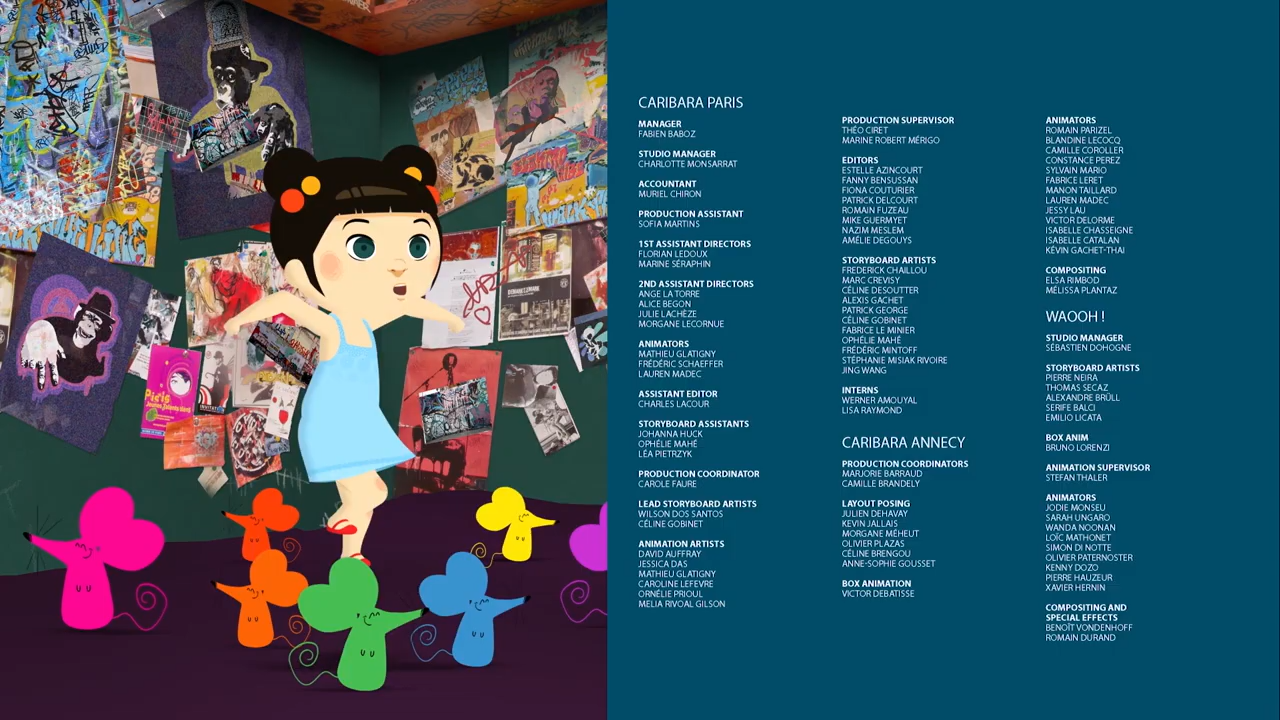 CARIBARA PARIS
MANAGER
FABIEN BABOZ
STUDIO MANAGER
CHARLOTTE MONSARRAT
ACCOUNTANT
MURIEL CHIRON
PRODUCTION ASSISTANT
SOFIA MARTINS
1ST ASSISTANT DIRECTORS
FLORIAN LEDOUX
MARINE SÉRAPHIN
2ND ASSISTANT DIRECTORS
ANGE LA TORRE
ALICE BEGON
JULIE LACHÈZE
MORGANE LECORNUE
ANIMATORS
MATHIEU GLATIGNY
FRÉDÉRIC SCHAEFFER
LAUREN MADEC
ASSISTANT EDITOR
CHARLES LACOUR
STORYBOARD ASSISTANTS
JOHANNA HUCK
OPHÉLIE MAHÉ
LÉA PIETRZYK
PRODUCTION COORDINATOR
CAROLE FAURE
LEAD STORYBOARD ARTISTS
WILSON DOS SANTOS
CÉLINE GOBINET
ANIMATION ARTISTS
DAVID AUFFRAY
JESSICA DAS
MATHIEU GLATIGNY
CAROLINE LEFEVRE
ORNÉLIE PRIOUL
MELIA RIVOAL GILSON
PRODUCTION SUPERVISOR
THÉO CIRET
MARINE ROBERT MÉRIGO
EDITORS
ESTELLE AZINCOURT
FANNY BENSUSSAN
FIONA COUTURIER
PATRICK DELCOURT
ROMAIN FUZEAU
MIKE GUERMYET
NAZIM MESLEM
AMÉLIE DEGOUYS
STORYBOARD ARTISTS
FREDERICK CHAILLOU
MARC CREVISY
CÉLINE DESOUTTER
ALEXIS GACHET
PATRICK GEORGE
CÉLINE GOBINET
FABRICE LE MINIER
OPHÉLIE MAHÉ
FRÉDÉRIC MINTOFF
STÉPHANIE MISIAK RIVOIRE
JING WANG
INTERNS
WERNER AMOUYAL
LISA RAYMOND
CARIBARA ANNECY
PRODUCTION COORDINATORS
MARJORIE BARRAUD
CAMILLE BRANDELY
LAYOUT POSING
JULIEN DEHAVAY
KEVIN JALLAIS
MORGANE MÉHEUT
OLIVIER PLAZAS
CÉLINE BRENGOU
ANNE-SOPHIE GOUSSET
BOX ANIMATION
VICTOR DEBATISSE
ANIMATORS
ROMAIN PARIZEL
BLANDINE LECOCQ
CAMILLE COROLLER
CONSTANCE PEREZ
SYLVAIN MARIO
FABRICE LERET
MANON TAILLARD
LAUREN MADEC
JESSY LAU
VICTOR DELORME
ISABELLE CHASSEIGNE
ISABELLE CATALAN
KÉVIN GACHET-THAI
COMPOSITING
ELSA RIMBOD
MÉLISSA PLANTAZ
WAOOH !
STUDIO MANAGER
SÉBASTIEN DOHOGNE
STORYBOARD ARTISTS
PIERRE NEIRA
THOMAS SECAZ
ALEXANDRE BRÜLL
SERIFE BALCI
EMILIO LICATA
BOX ANIM
BRUNO LORENZI
ANIMATION SUPERVISOR
STEFAN THALER
ANIMATORS
JODIE MONSEU
SARAH UNGARO
WANDA NOONAN
LOÏC MATHONET
SIMON DI NOTTE
OLIVIER PATERNOSTER
KENNY DOZO
PIERRE HAUZEUR
XAVIER HERNIN
COMPOSITING AND
SPECIAL EFFECTS
BENOÎT VONDENHOFF
ROMAIN DURAND